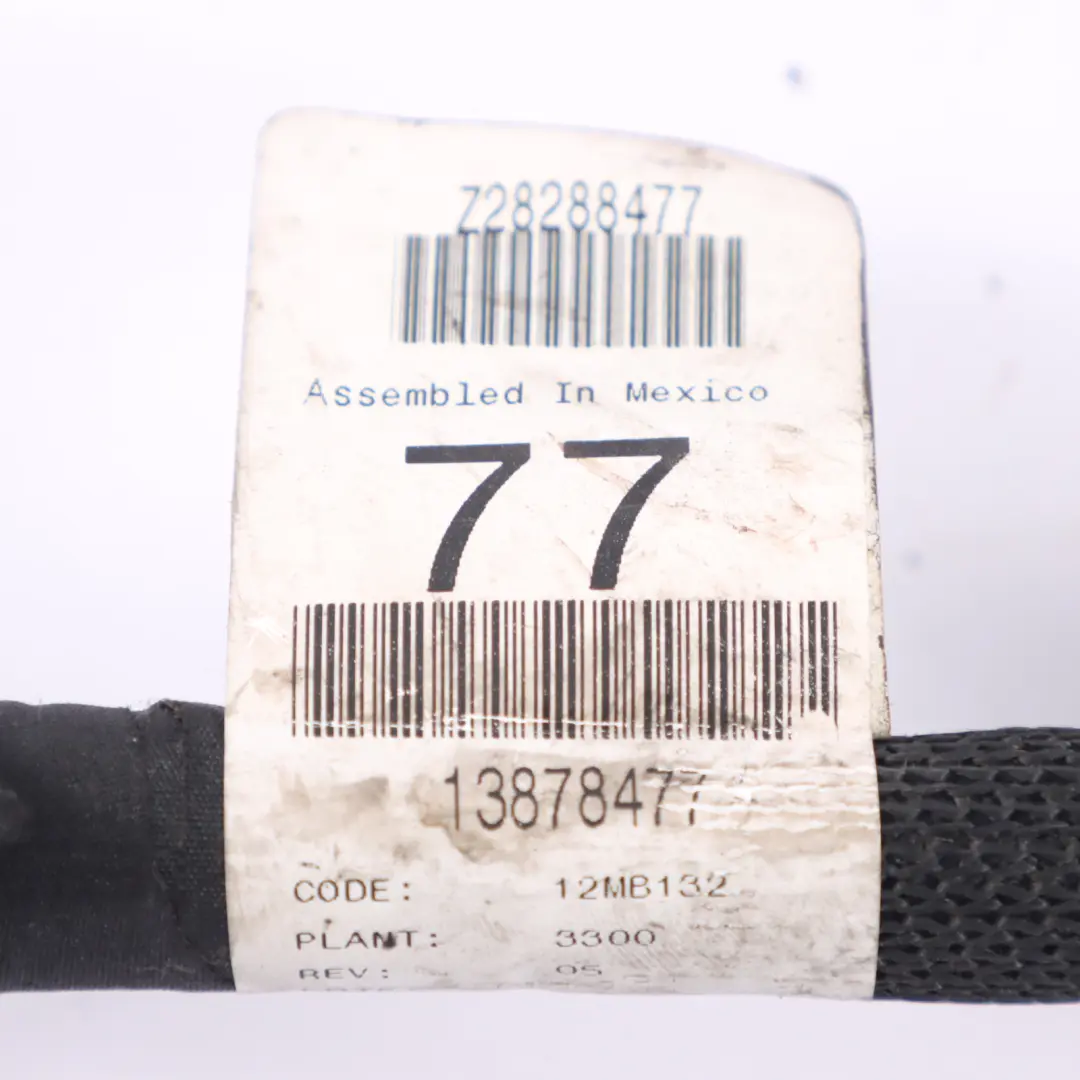 Z28288477
Assembled In Mexico
77
13878477
CODE: 12MB132
PLANT: 3300
REV: 05